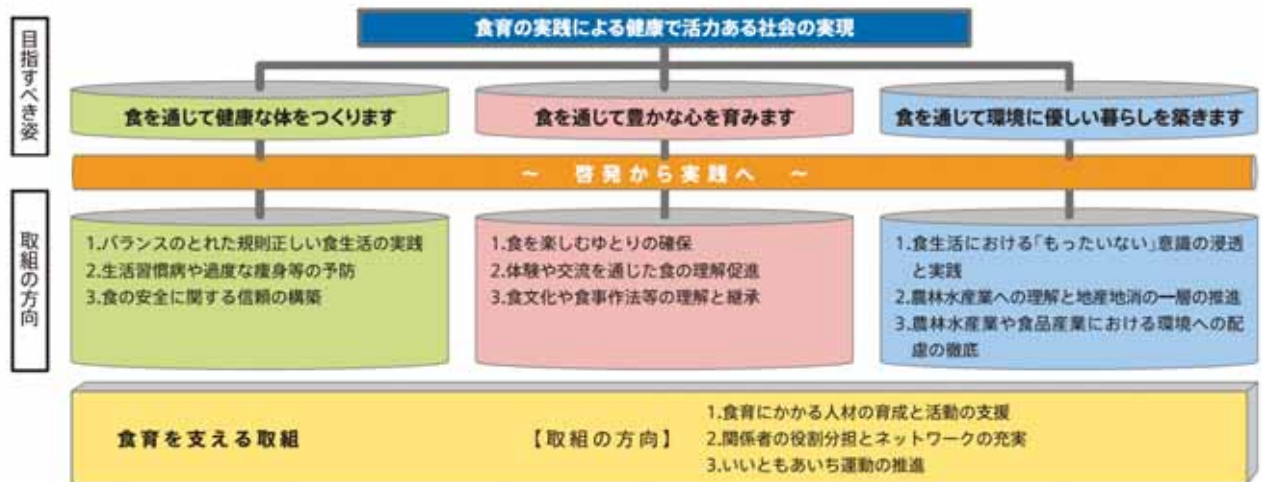 目指すべき姿
食育の実践による健康で活力ある社会の実現
食を通じて健康な体をつくります
食を通じて豊かな心を育みます
食を通じて環境に優しい暮らしを築きます
～ 啓発から実践へ ～
取組の方向
1.バランスのとれた規則正しい食生活の実践
2.生活習慣病や過度な痩身等の予防
3.食の安全に関する信頼の構築
1.食を楽しむゆとりの確保
2.体験や交流を通じた食の理解促進
3.食文化や食事作法等の理解と継承
1.食生活における「もったいない」意識の浸透
と実践
2.農林水産業への理解と地産地消の一層の推進
3.農林水産業や食品産業における環境への配
慮の徹底
食育を支える取組
【取組の方向】
1.食育にかかる人材の育成と活動の支援
2.関係者の役割分担とネットワークの充実
3.いいともあいち運動の推進